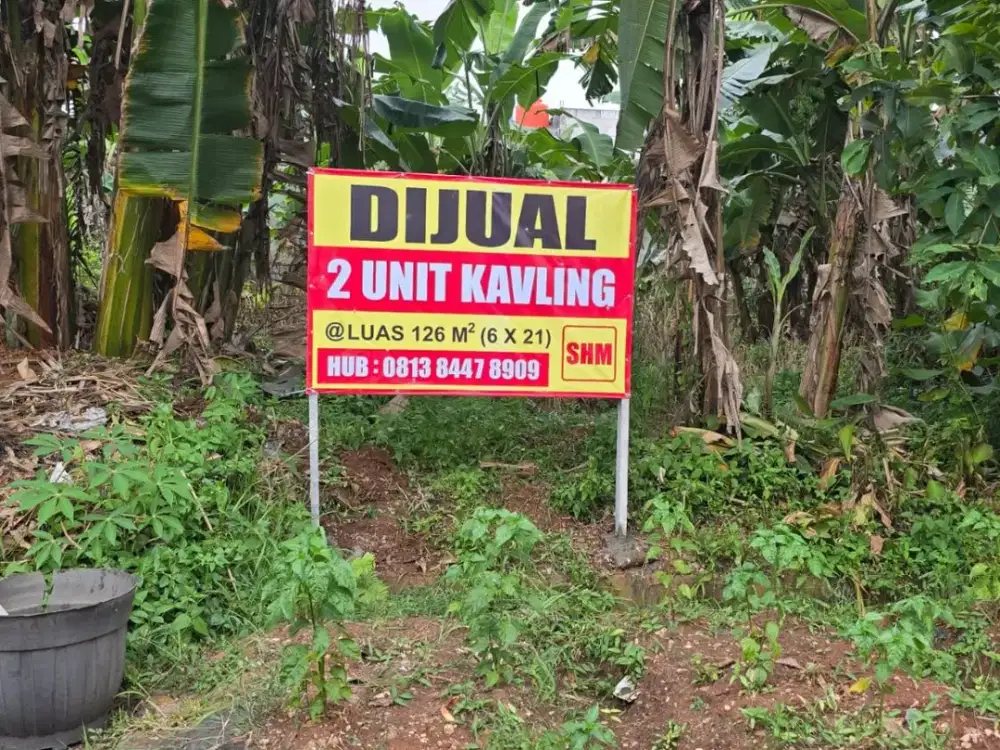 DIJUAL
2 UNIT KAVLING
@LUAS 126 M² (6 X 21)
HUB : 0813 8447 8909
SHM